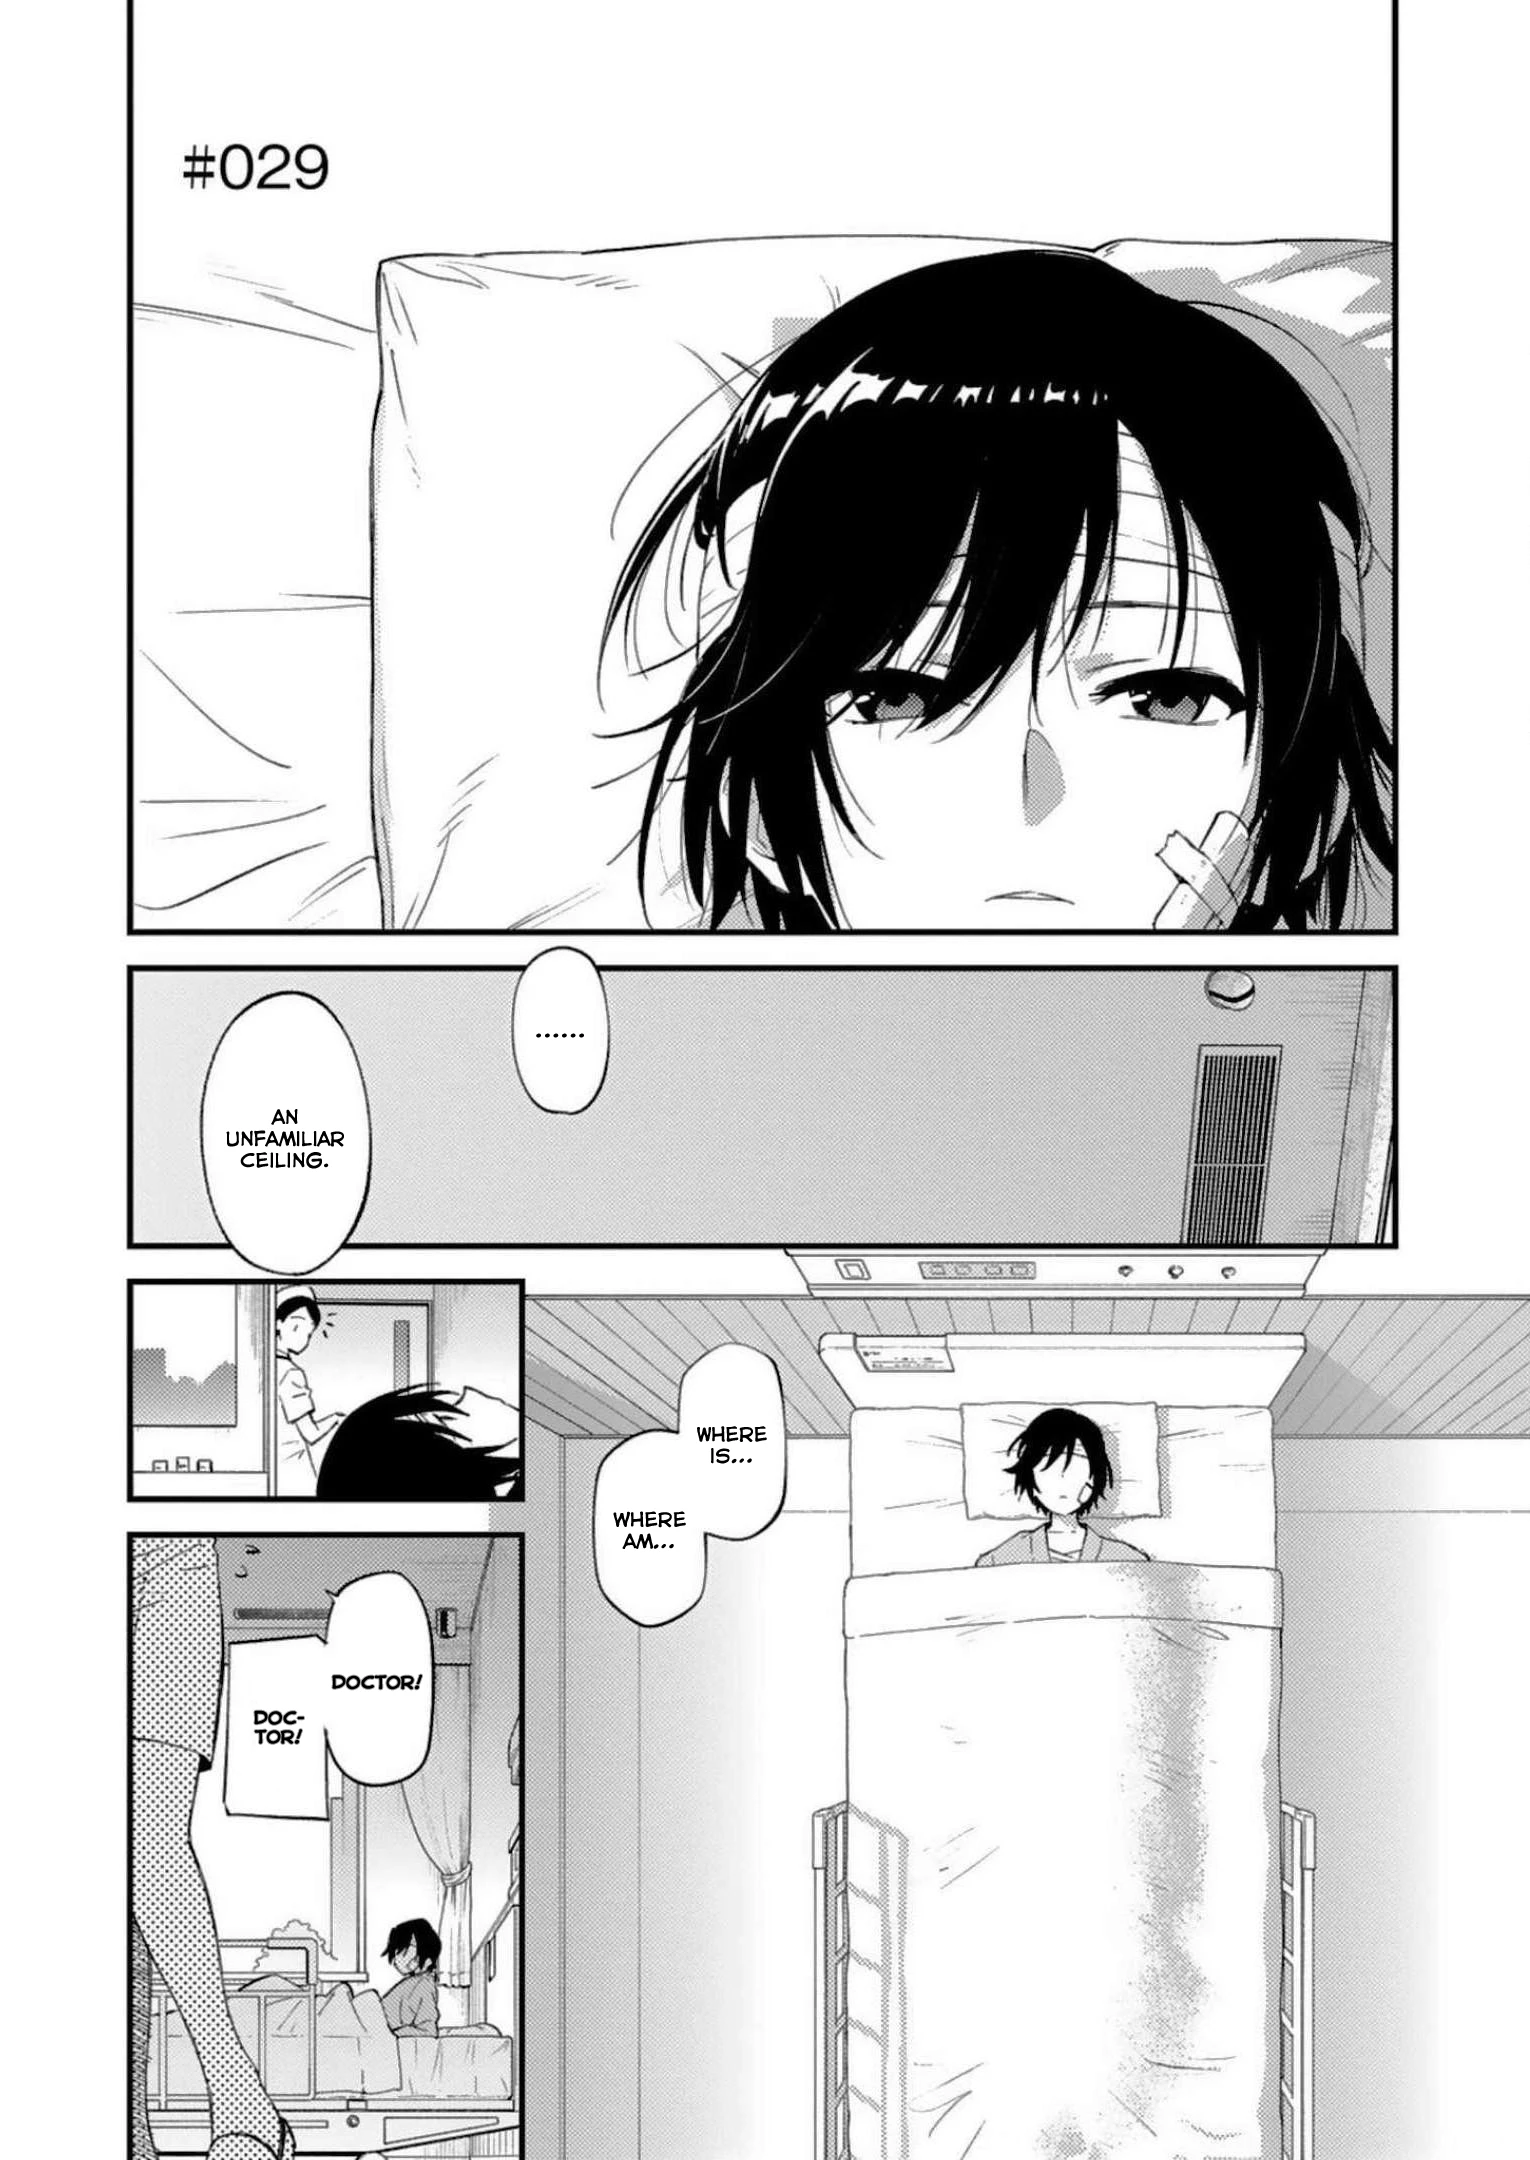 #029
......
AN
UNFAMILIAR
CEILING.
WHERE
IS...
WHERE
AM...
DOCTOR!
DOC-
TOR!